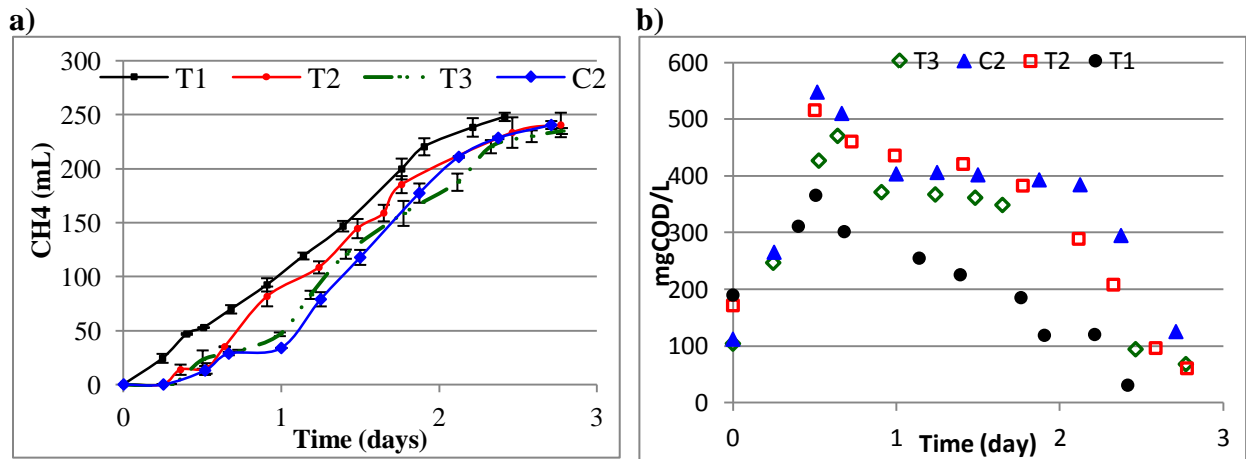 a)
300
T1 T2 T3 C2
250
200
150
100
50
0
0 1 2 3
CH4 (mL)
Time (days)
b)
600
T3 C2 T2 T1
500
400
300
200
100
0
0 1 2 3
mgCOD/L
Time (day)